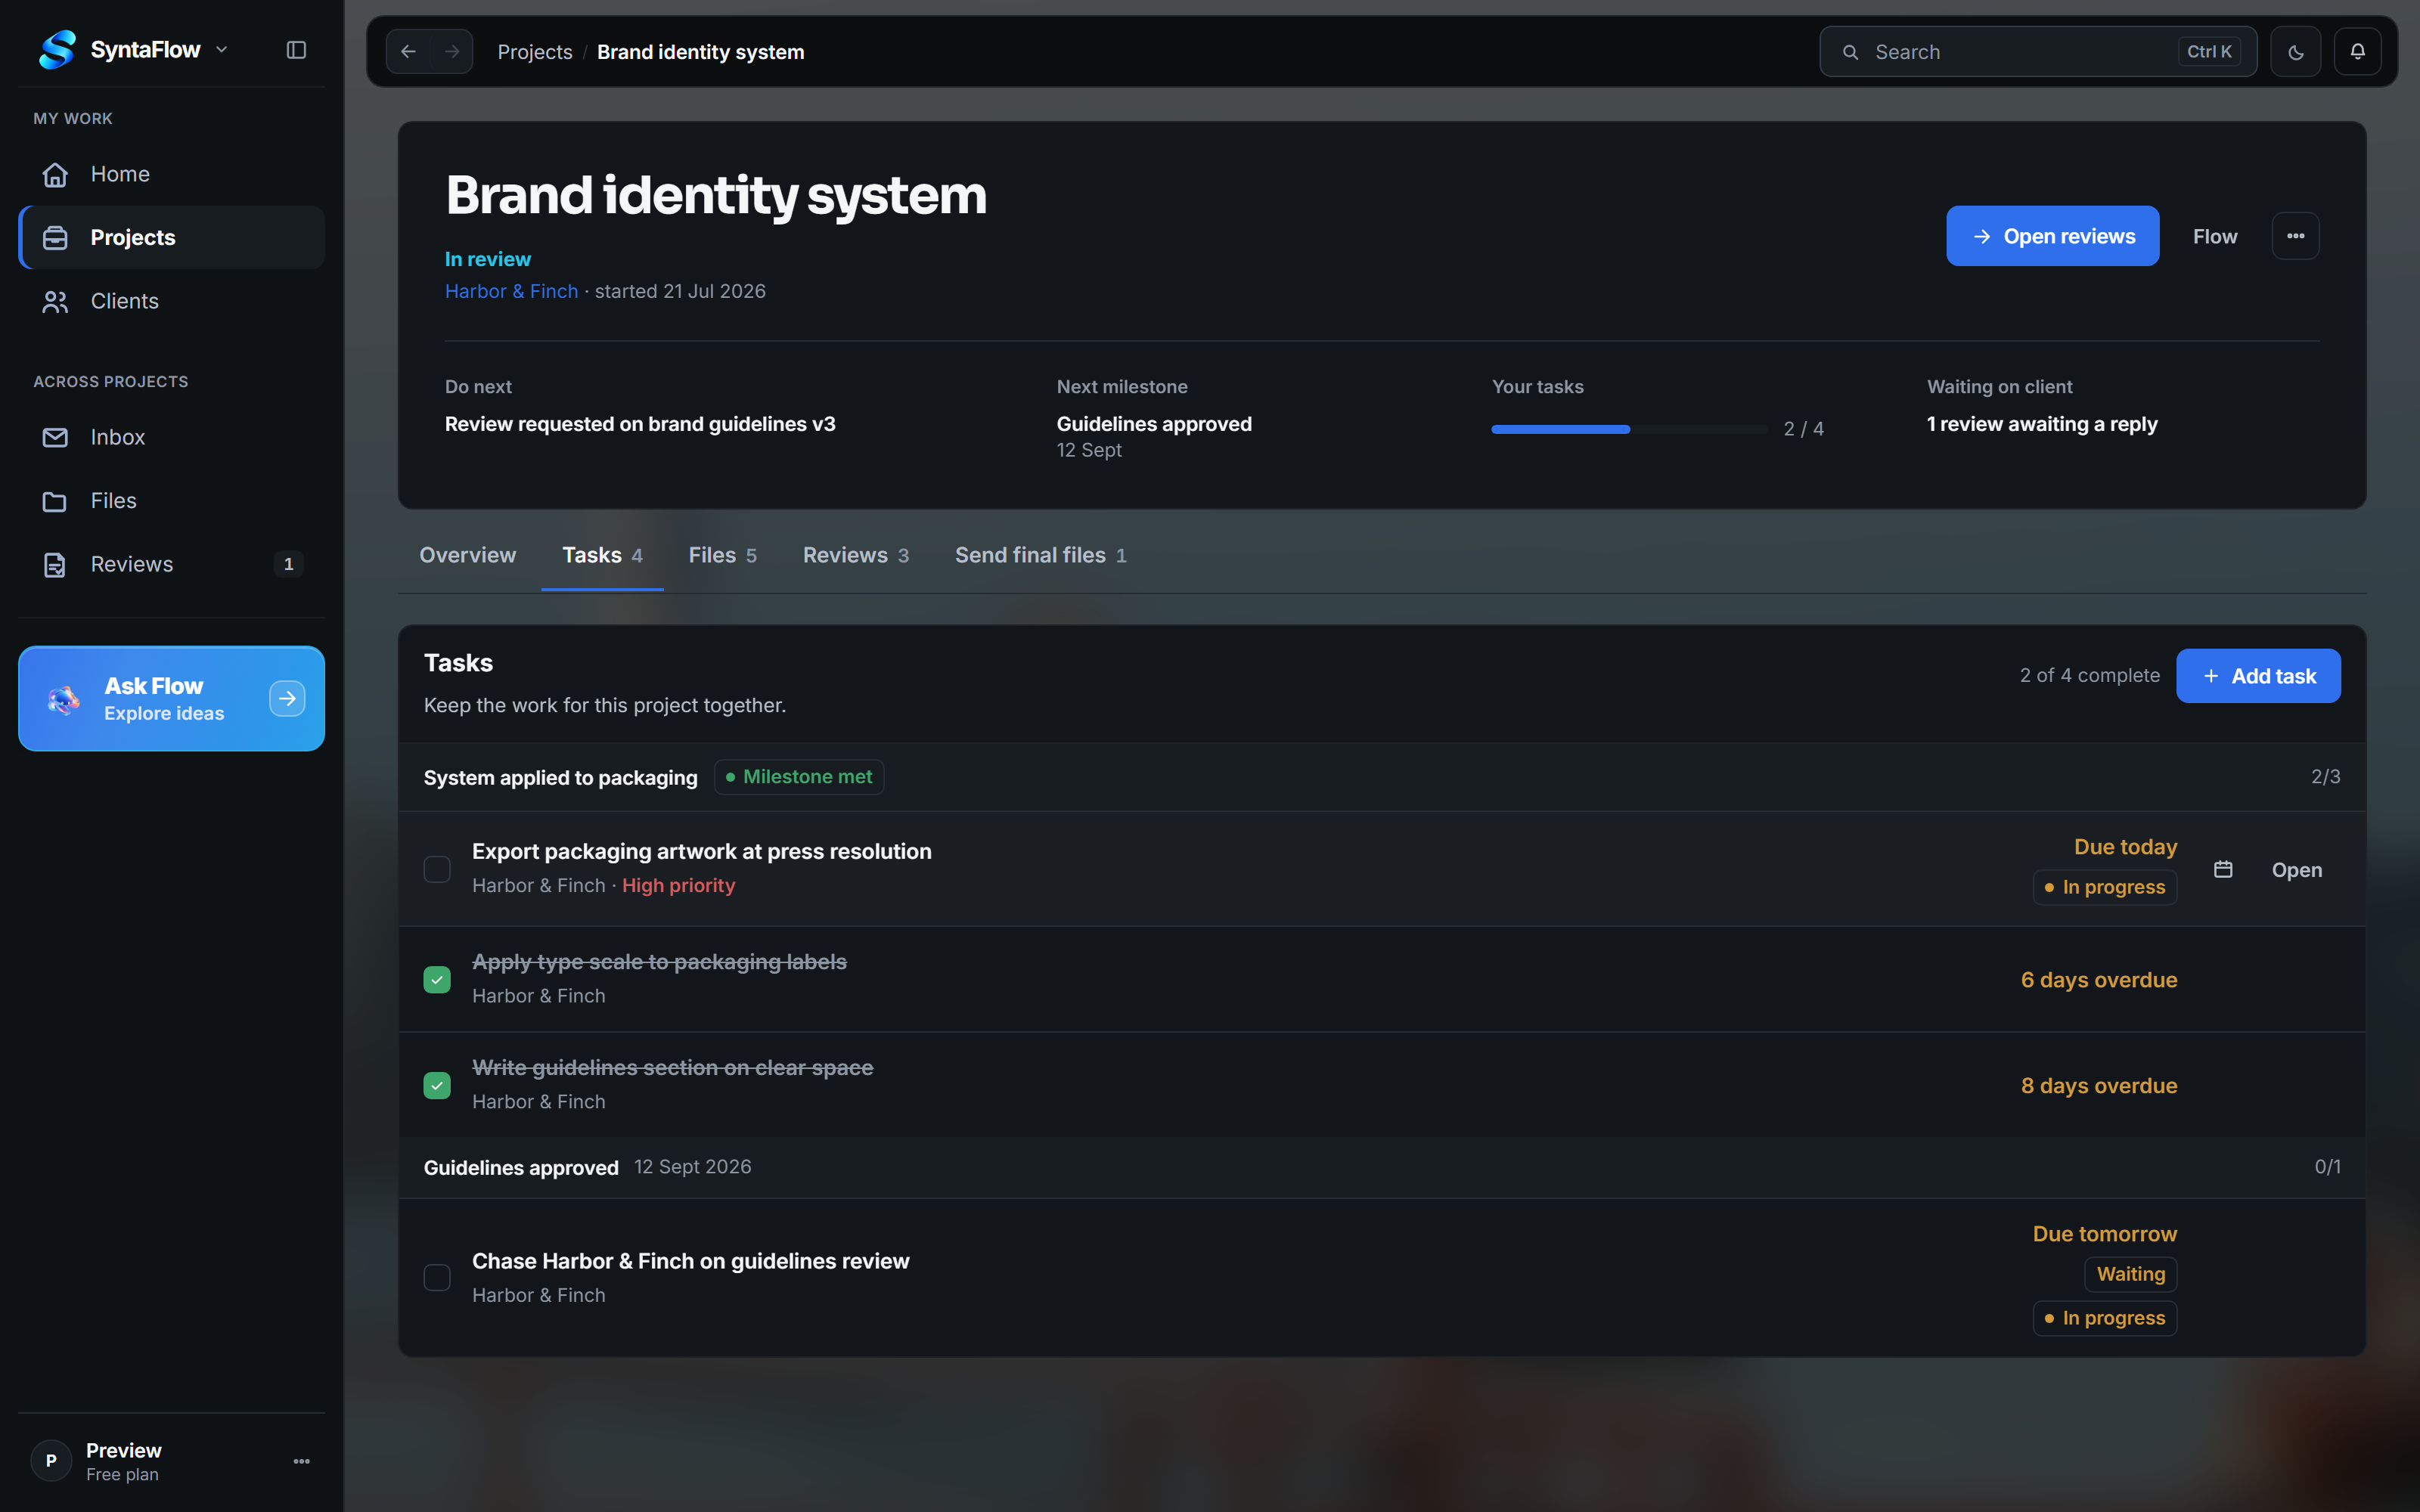 SyntaFlow
MY WORK
Home
Projects
Clients
ACROSS PROJECTS
Inbox
Files
Reviews 1
Ask Flow
Explore ideas
P
Preview
Free plan
Projects / Brand identity system
Search Ctrl K
Brand identity system
In review
Harbor & Finch · started 21 Jul 2026
Open reviews Flow
Do next
Review requested on brand guidelines v3
Next milestone
Guidelines approved
12 Sept
Your tasks
2 / 4
Waiting on client
1 review awaiting a reply
Overview Tasks 4 Files 5 Reviews 3 Send final files 1
Tasks
Keep the work for this project together.
2 of 4 complete Add task
System applied to packaging Milestone met 2/3
Export packaging artwork at press resolution
Harbor & Finch · High priority
Due today
In progress
Open
Apply type scale to packaging labels
Harbor & Finch
6 days overdue
Write guidelines section on clear space
Harbor & Finch
8 days overdue
Guidelines approved 12 Sept 2026 0/1
Chase Harbor & Finch on guidelines review
Harbor & Finch
Due tomorrow
Waiting
In progress